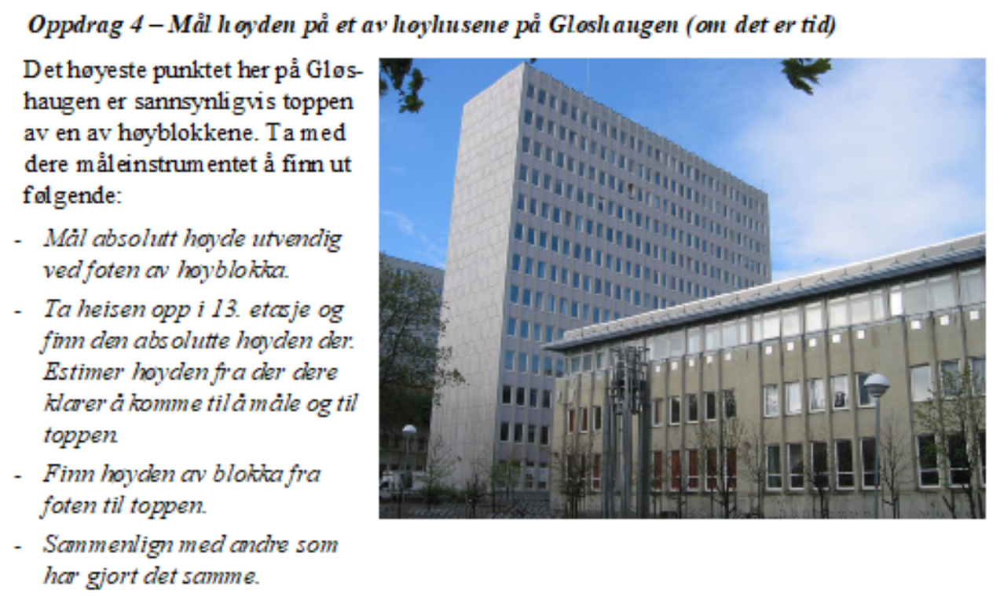 Oppdrag 4 – Mål høyden på et av høyhusene på Gløshaugen (om det er tid)
Det høyeste punktet her på Gløs-
haugen er sannsynligvis toppen
av en av høyblokkene. Ta med
dere måleinstrumentet å finn ut
følgende:
- Mål absolutt høyde utvendig
ved foten av høyblokka.
- Ta heisen opp i 13. etasje og
finn den absolutte høyden der.
Estimer høyden fra der dere
klarer å komme til å måle og til
toppen.
- Finn høyden av blokka fra
foten til toppen.
- Sammenlign med andre som
har gjort det samme.